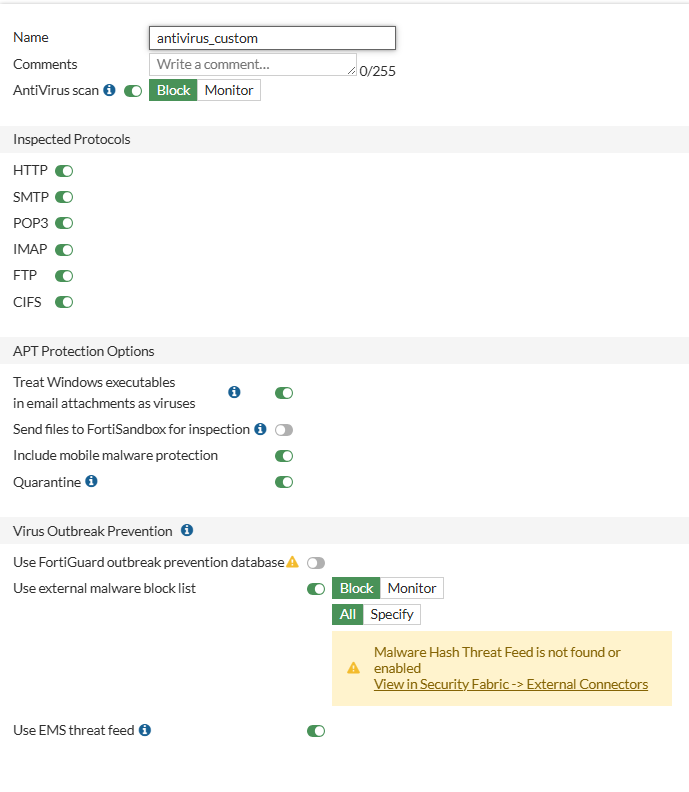 Name antivirus_custom
Comments Write a comment... 0/255
AntiVirus scan Block Monitor
Inspected Protocols
HTTP
SMTP
POP3
IMAP
FTP
CIFS
APT Protection Options
Treat Windows executables
in email attachments as viruses
Send files to FortiSandbox for inspection
Include mobile malware protection
Quarantine
Virus Outbreak Prevention
Use FortiGuard outbreak prevention database
Use external malware block list Block Monitor
All Specify
Malware Hash Threat Feed is not found or
enabled
View in Security Fabric -> External Connectors
Use EMS threat feed